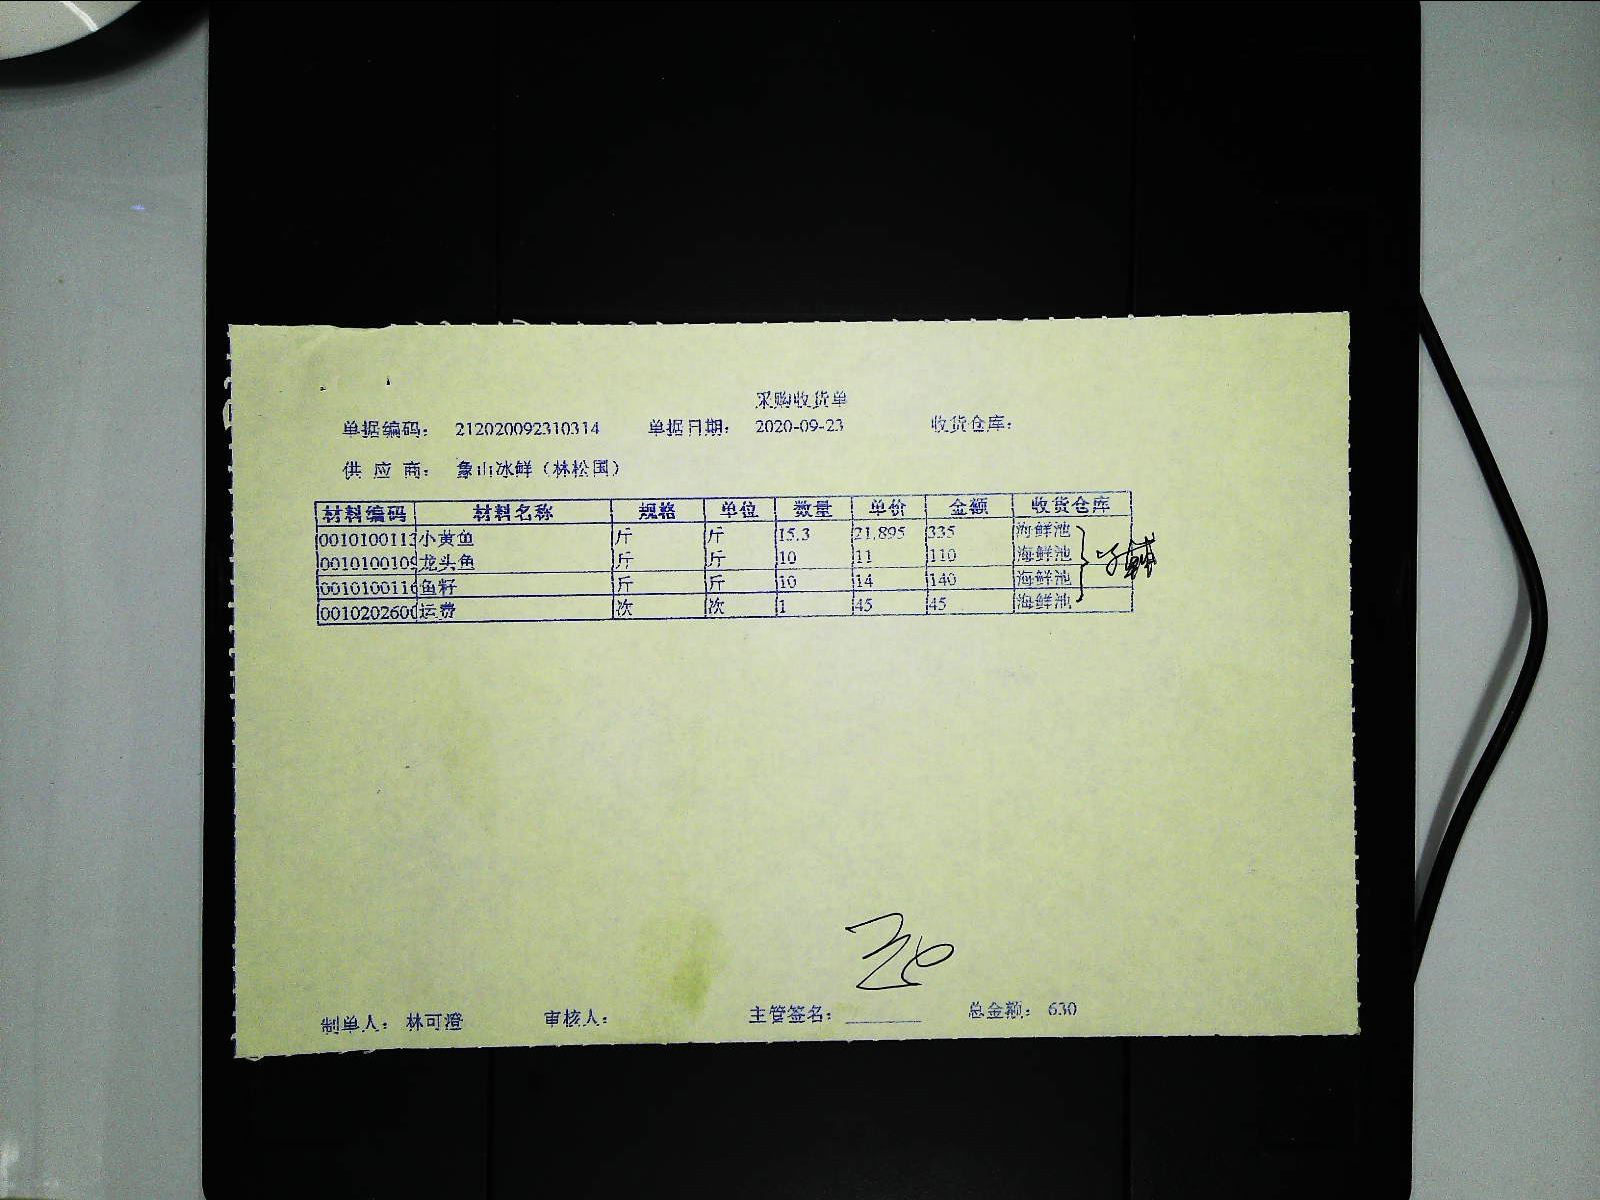 采购收货单
单据编码： 212020092310314 单据日期： 2020-09-23 收货仓库：
供 应 商： 象山冰鲜（林松国）
材料编码 材料名称 规格 单位 数量 单价 金额 收货仓库
0010100113 小黄鱼 斤 斤 15.3 21.895 335 海鲜池
0010100109 龙头鱼 斤 斤 10 11 110 海鲜池
0010100116 鱼籽 斤 斤 10 14 140 海鲜池
0010202600 运费 次 次 1 45 45 海鲜池
制单人： 林可澄 审核人： 主管签名： 总金额： 630